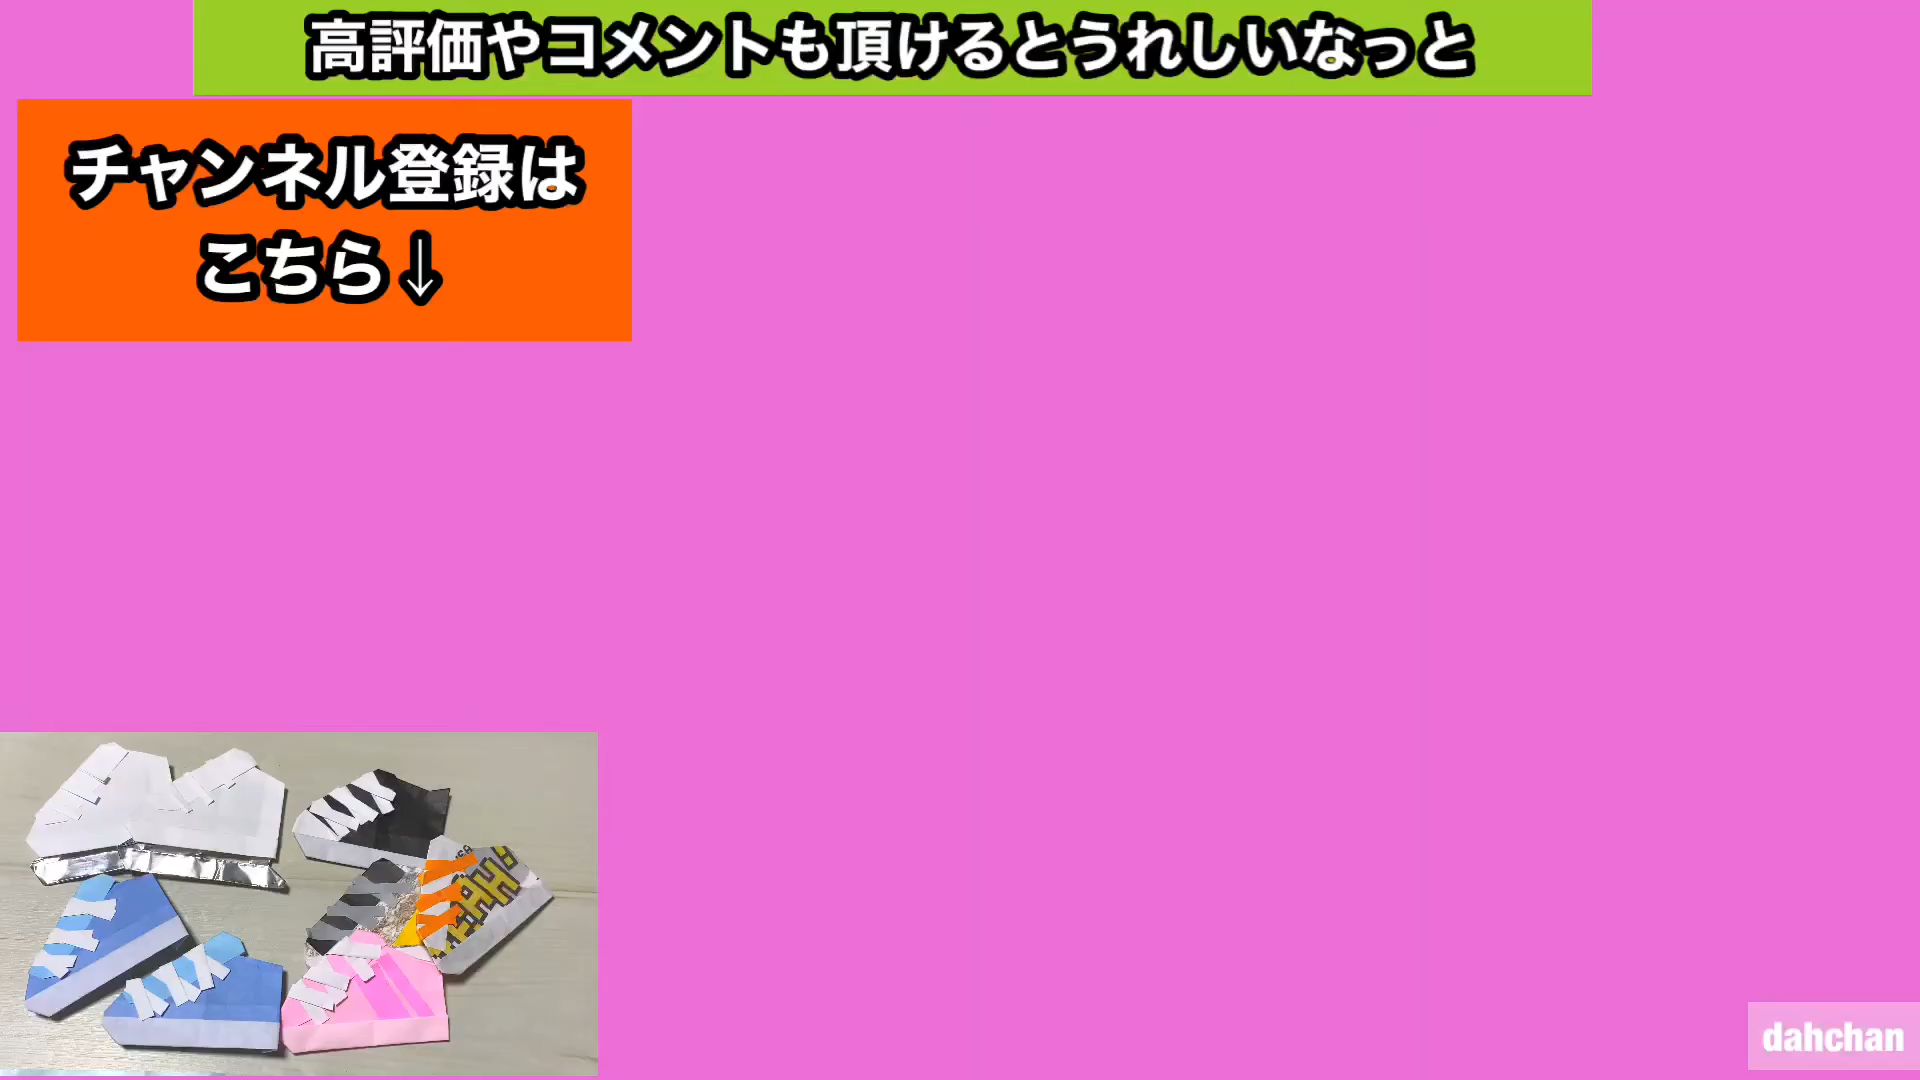 高評価やコメントも頂けるとうれしいなっと
チャンネル登録は
こちら↓
dahchan